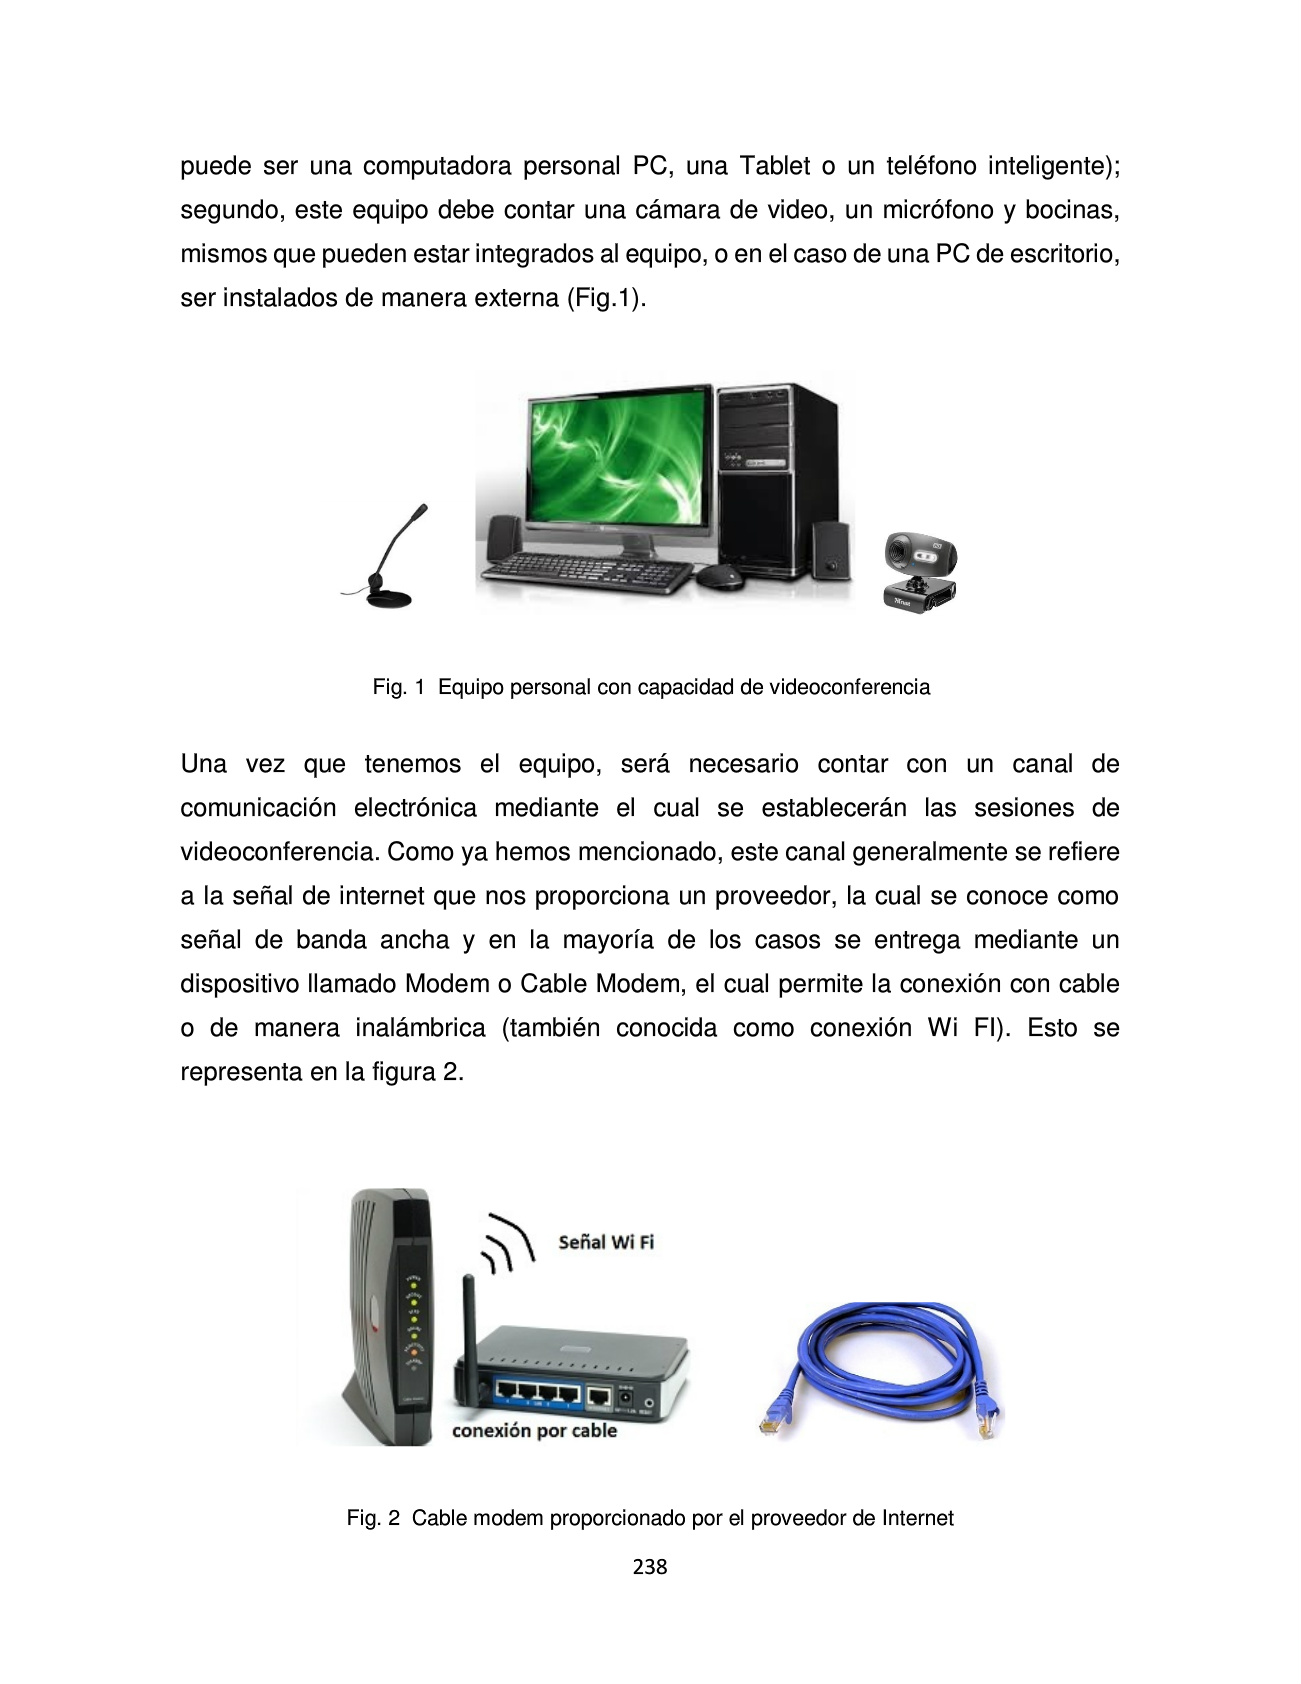 puede ser una computadora personal PC, una Tablet o un teléfono inteligente);
segundo, este equipo debe contar una cámara de video, un micrófono y bocinas,
mismos que pueden estar integrados al equipo, o en el caso de una PC de escritorio,
ser instalados de manera externa (Fig.1).
Trust
Fig. 1 Equipo personal con capacidad de videoconferencia
Una vez que tenemos el equipo, será necesario contar con un canal de
comunicación electrónica mediante el cual se establecerán las sesiones de
videoconferencia. Como ya hemos mencionado, este canal generalmente se refiere
a la señal de internet que nos proporciona un proveedor, la cual se conoce como
señal de banda ancha y en la mayoría de los casos se entrega mediante un
dispositivo llamado Modem o Cable Modem, el cual permite la conexión con cable
o de manera inalámbrica (también conocida como conexión Wi FI). Esto se
representa en la figura 2.
Señal Wi Fi
conexión por cable
Fig. 2 Cable modem proporcionado por el proveedor de Internet
238